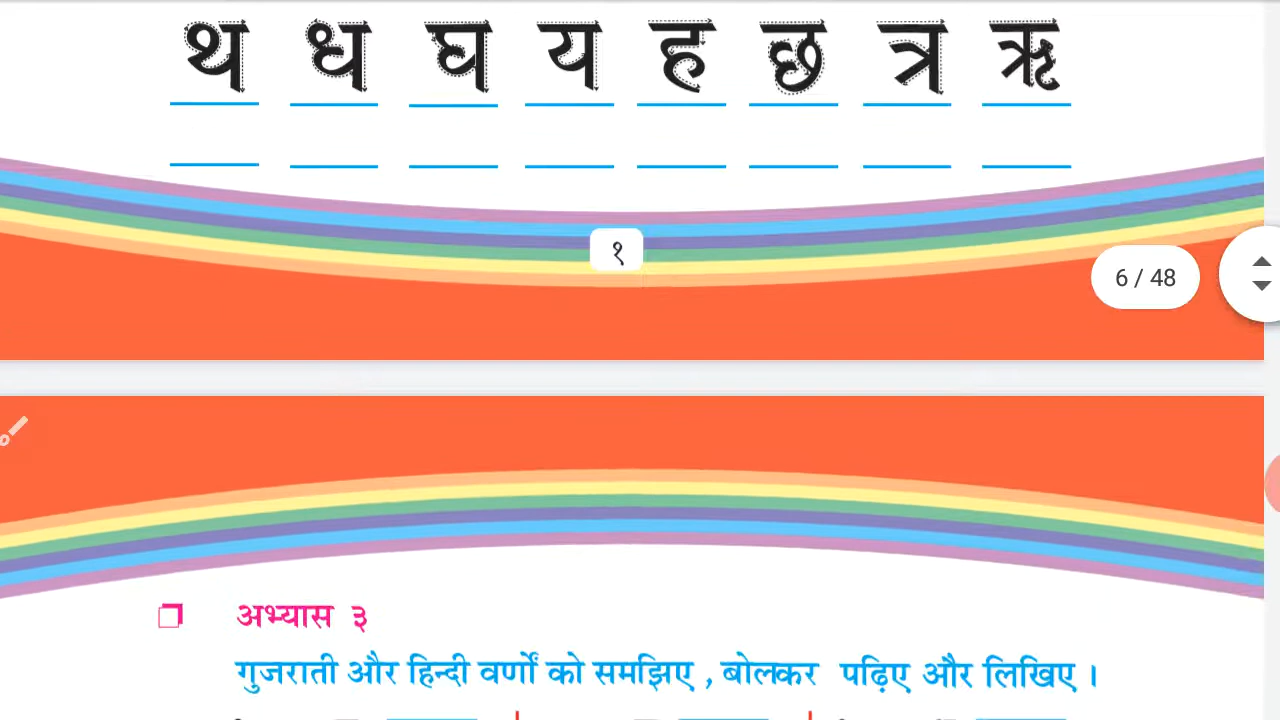 थ ध घ य ह छ त्र ऋ
१
6 / 48
अभ्यास ३
गुजराती और हिन्दी वर्णों को समझिए , बोलकर पढ़िए और लिखिए ।